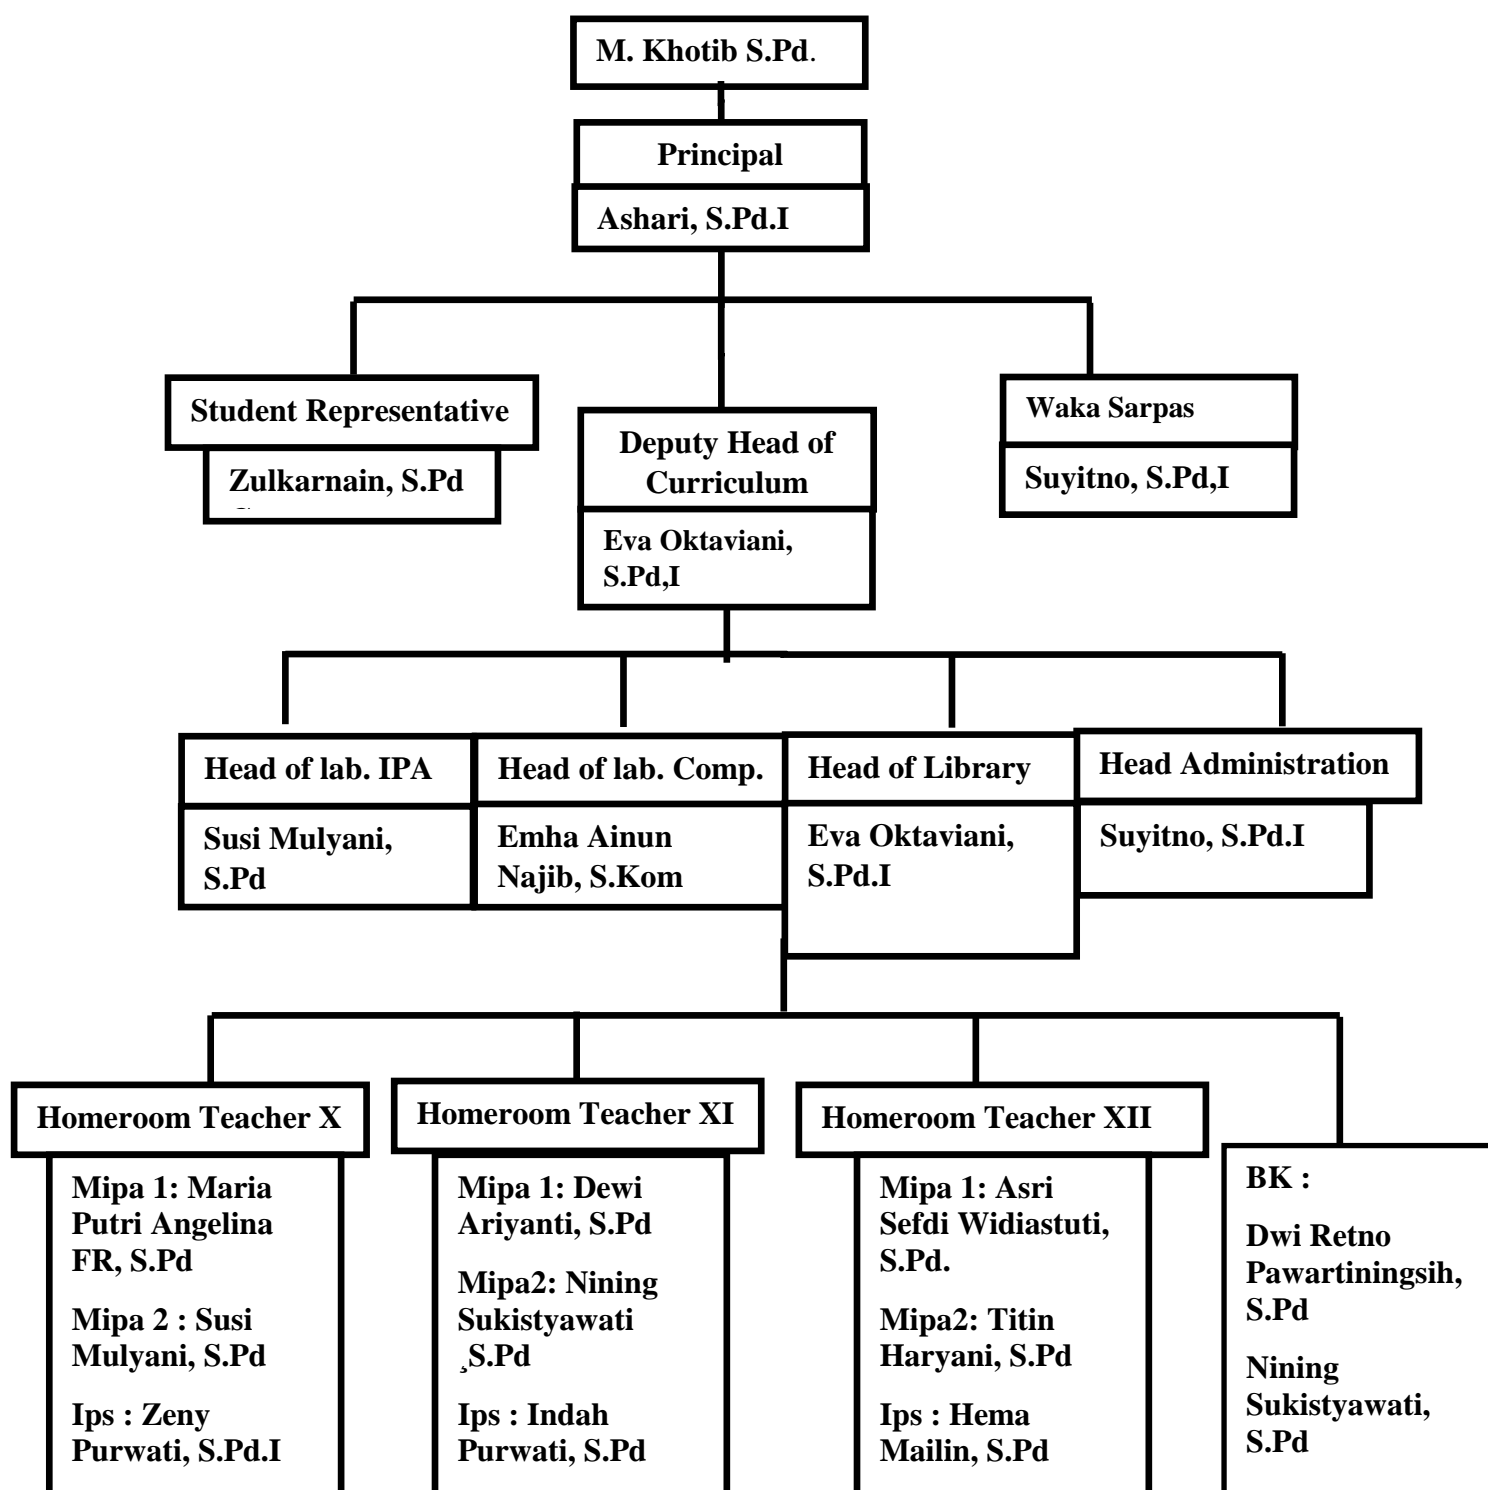 M. Khotib S.Pd.
Principal
Ashari, S.Pd.I
Student Representative
Zulkarnain, S.Pd
Deputy Head of
Curriculum
Eva Oktaviani,
S.Pd,I
Waka Sarpas
Suyitno, S.Pd,I
Head of lab. IPA
Susi Mulyani,
S.Pd
Head of lab. Comp.
Emha Ainun
Najib, S.Kom
Head of Library
Eva Oktaviani,
S.Pd.I
Head Administration
Suyitno, S.Pd.I
Homeroom Teacher X
Mipa 1: Maria
Putri Angelina
FR, S.Pd
Mipa 2 : Susi
Mulyani, S.Pd
Ips : Zeny
Purwati, S.Pd.I
Homeroom Teacher XI
Mipa 1: Dewi
Ariyanti, S.Pd
Mipa2: Nining
Sukistyawati
¸S.Pd
Ips : Indah
Purwati, S.Pd
Homeroom Teacher XII
Mipa 1: Asri
Sefdi Widiastuti,
S.Pd.
Mipa2: Titin
Haryani, S.Pd
Ips : Hema
Mailin, S.Pd
BK :
Dwi Retno
Pawartiningsih,
S.Pd
Nining
Sukistyawati,
S.Pd